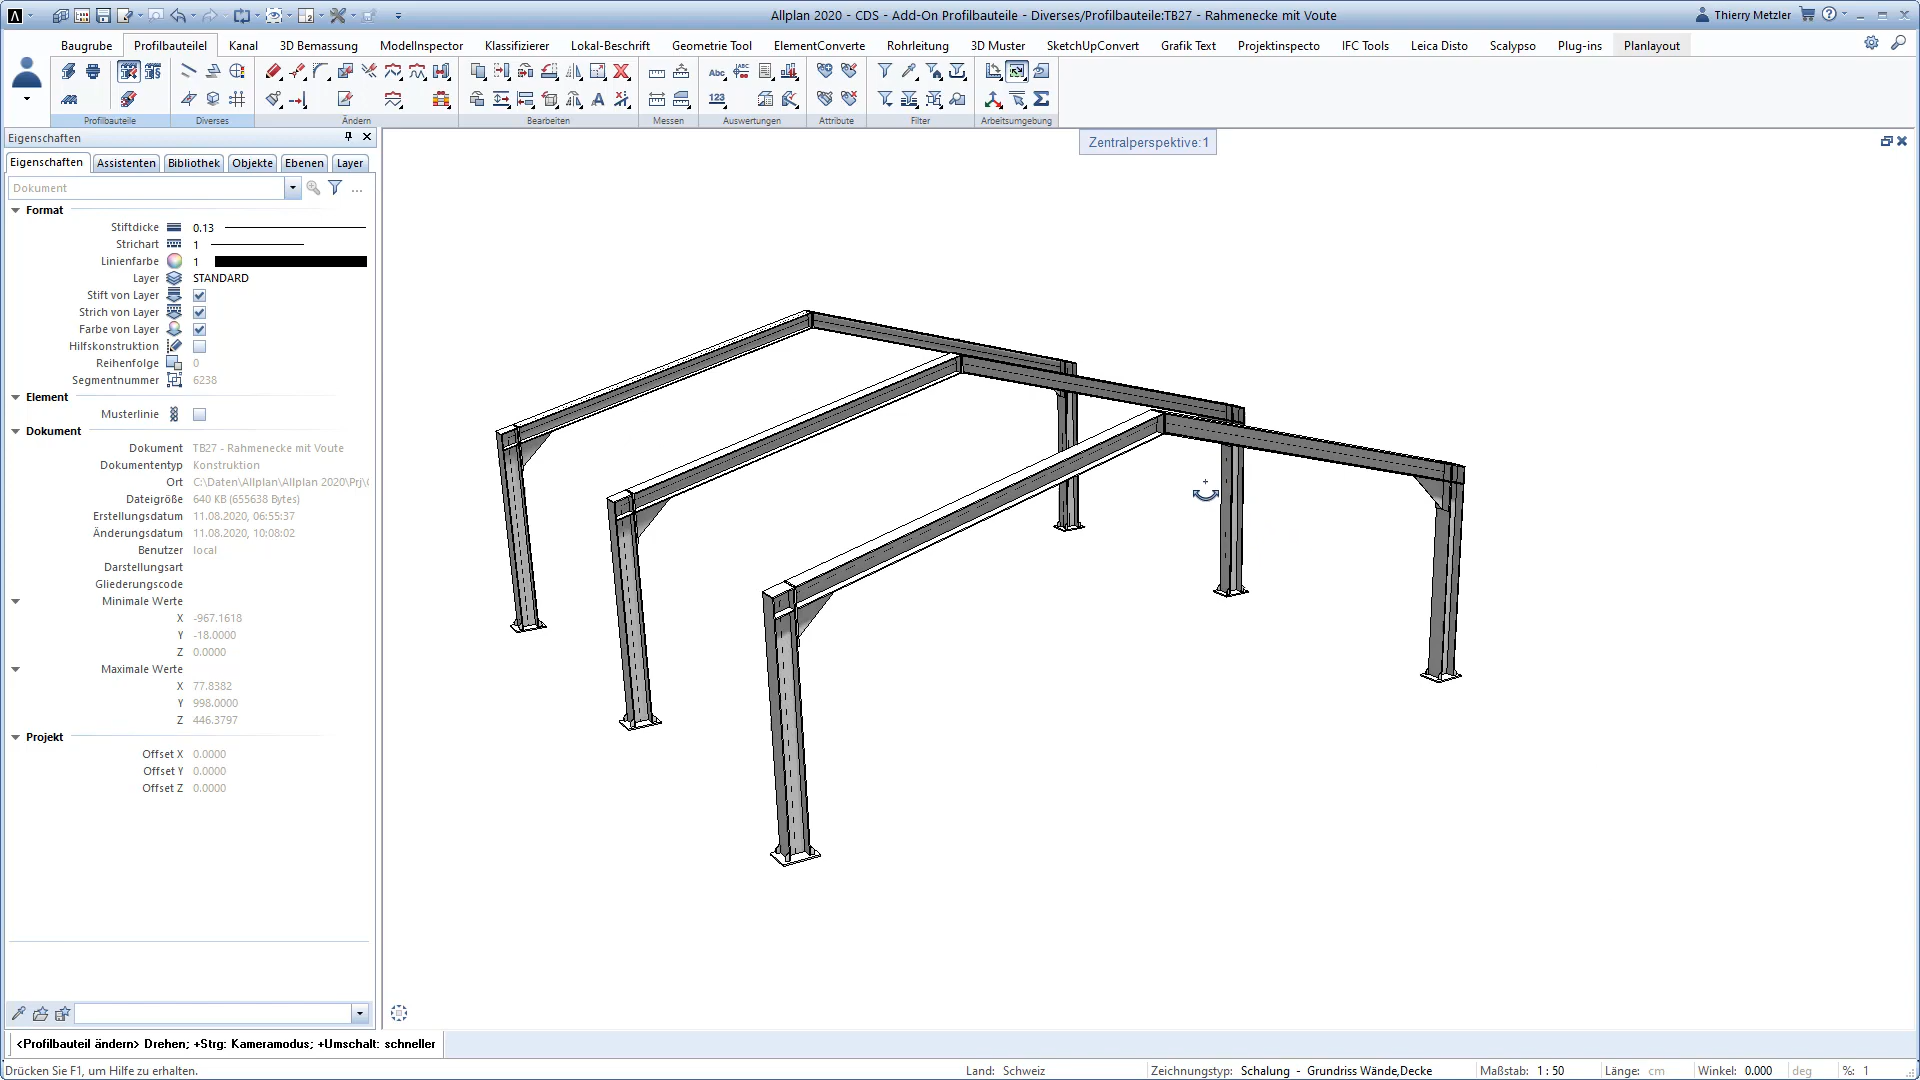 Allplan 2020 - CDS - Add-On Profilbauteile - Diverses/Profilbauteile:TB27 - Rahmenecke mit Voute
Thierry Metzler
Baugrube Profilbauteilel Kanal 3D Bemassung ModelInspector Klassifizierer Lokal-Beschrift Geometrie Tool ElementConverte Rohrleitung 3D Muster SketchUpConvert Grafik Text Projektinspecto IFC Tools Leica Disto Scalypso Plug-ins Planlayout
Abc
ABC
123
Profilbauteile Diverses Ändern Bearbeiten Messen Auswertungen Attribute Filter Arbeitsumgebung
Eigenschaften
Eigenschaften Assistenten Bibliothek Objekte Ebenen Layer
Dokument
Format
Stiftdicke 0.13
Strichart 1
Linienfarbe 1
Layer STANDARD
Stift von Layer
Strich von Layer
Farbe von Layer
Hilfskonstruktion
Reihenfolge 0
Segmentnummer 6238
Element
Musterlinie
Dokument
Dokument TB27 - Rahmenecke mit Voute
Dokumententyp Konstruktion
Ort C:\Daten\Allplan\Allplan 2020\Prj\
Dateigröße 640 KB (655638 Bytes)
Erstellungsdatum 11.08.2020, 06:55:37
Änderungsdatum 11.08.2020, 10:08:02
Benutzer local
Darstellungsart
Gliederungscode
Minimale Werte
X -967.1618
Y -18.0000
Z 0.0000
Maximale Werte
X 77.8382
Y 998.0000
Z 446.3797
Projekt
Offset X 0.0000
Offset Y 0.0000
Offset Z 0.0000
Zentralperspektive:1
<Profilbauteil ändern> Drehen; +Strg: Kameramodus; +Umschalt: schneller
Drücken Sie F1, um Hilfe zu erhalten.
Land: Schweiz
Zeichnungstyp: Schalung - Grundriss Wände,Decke
Maßstab: 1 : 50
Länge: cm
Winkel: 0.000 deg
%: 1